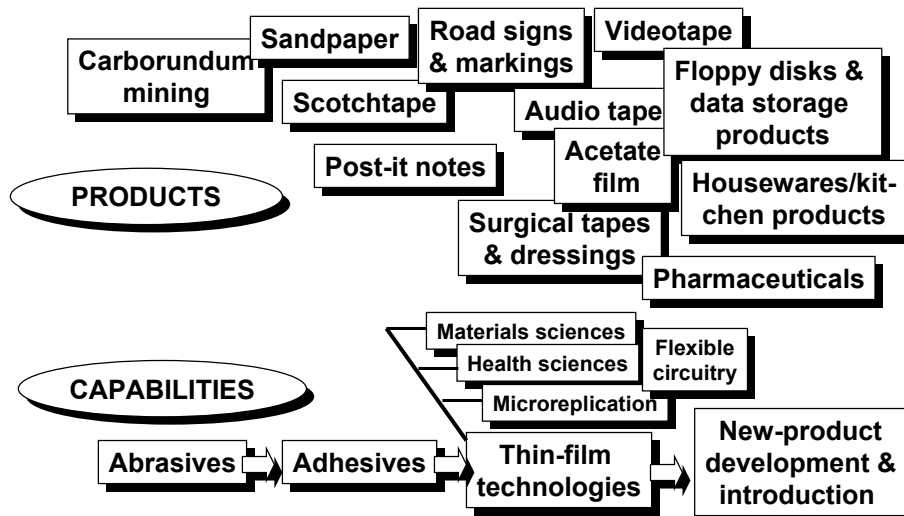 Carborundum
mining
Sandpaper
Scotchtape
Road signs
& markings
Videotape
Audio tape
Floppy disks &
data storage
products
Post-it notes
Acetate
film
Housewares/kit-
chen products
Surgical tapes
& dressings
Pharmaceuticals
PRODUCTS
Materials sciences
Health sciences
Microreplication
Flexible
circuitry
CAPABILITIES
Abrasives
Adhesives
Thin-film
technologies
New-product
development &
introduction